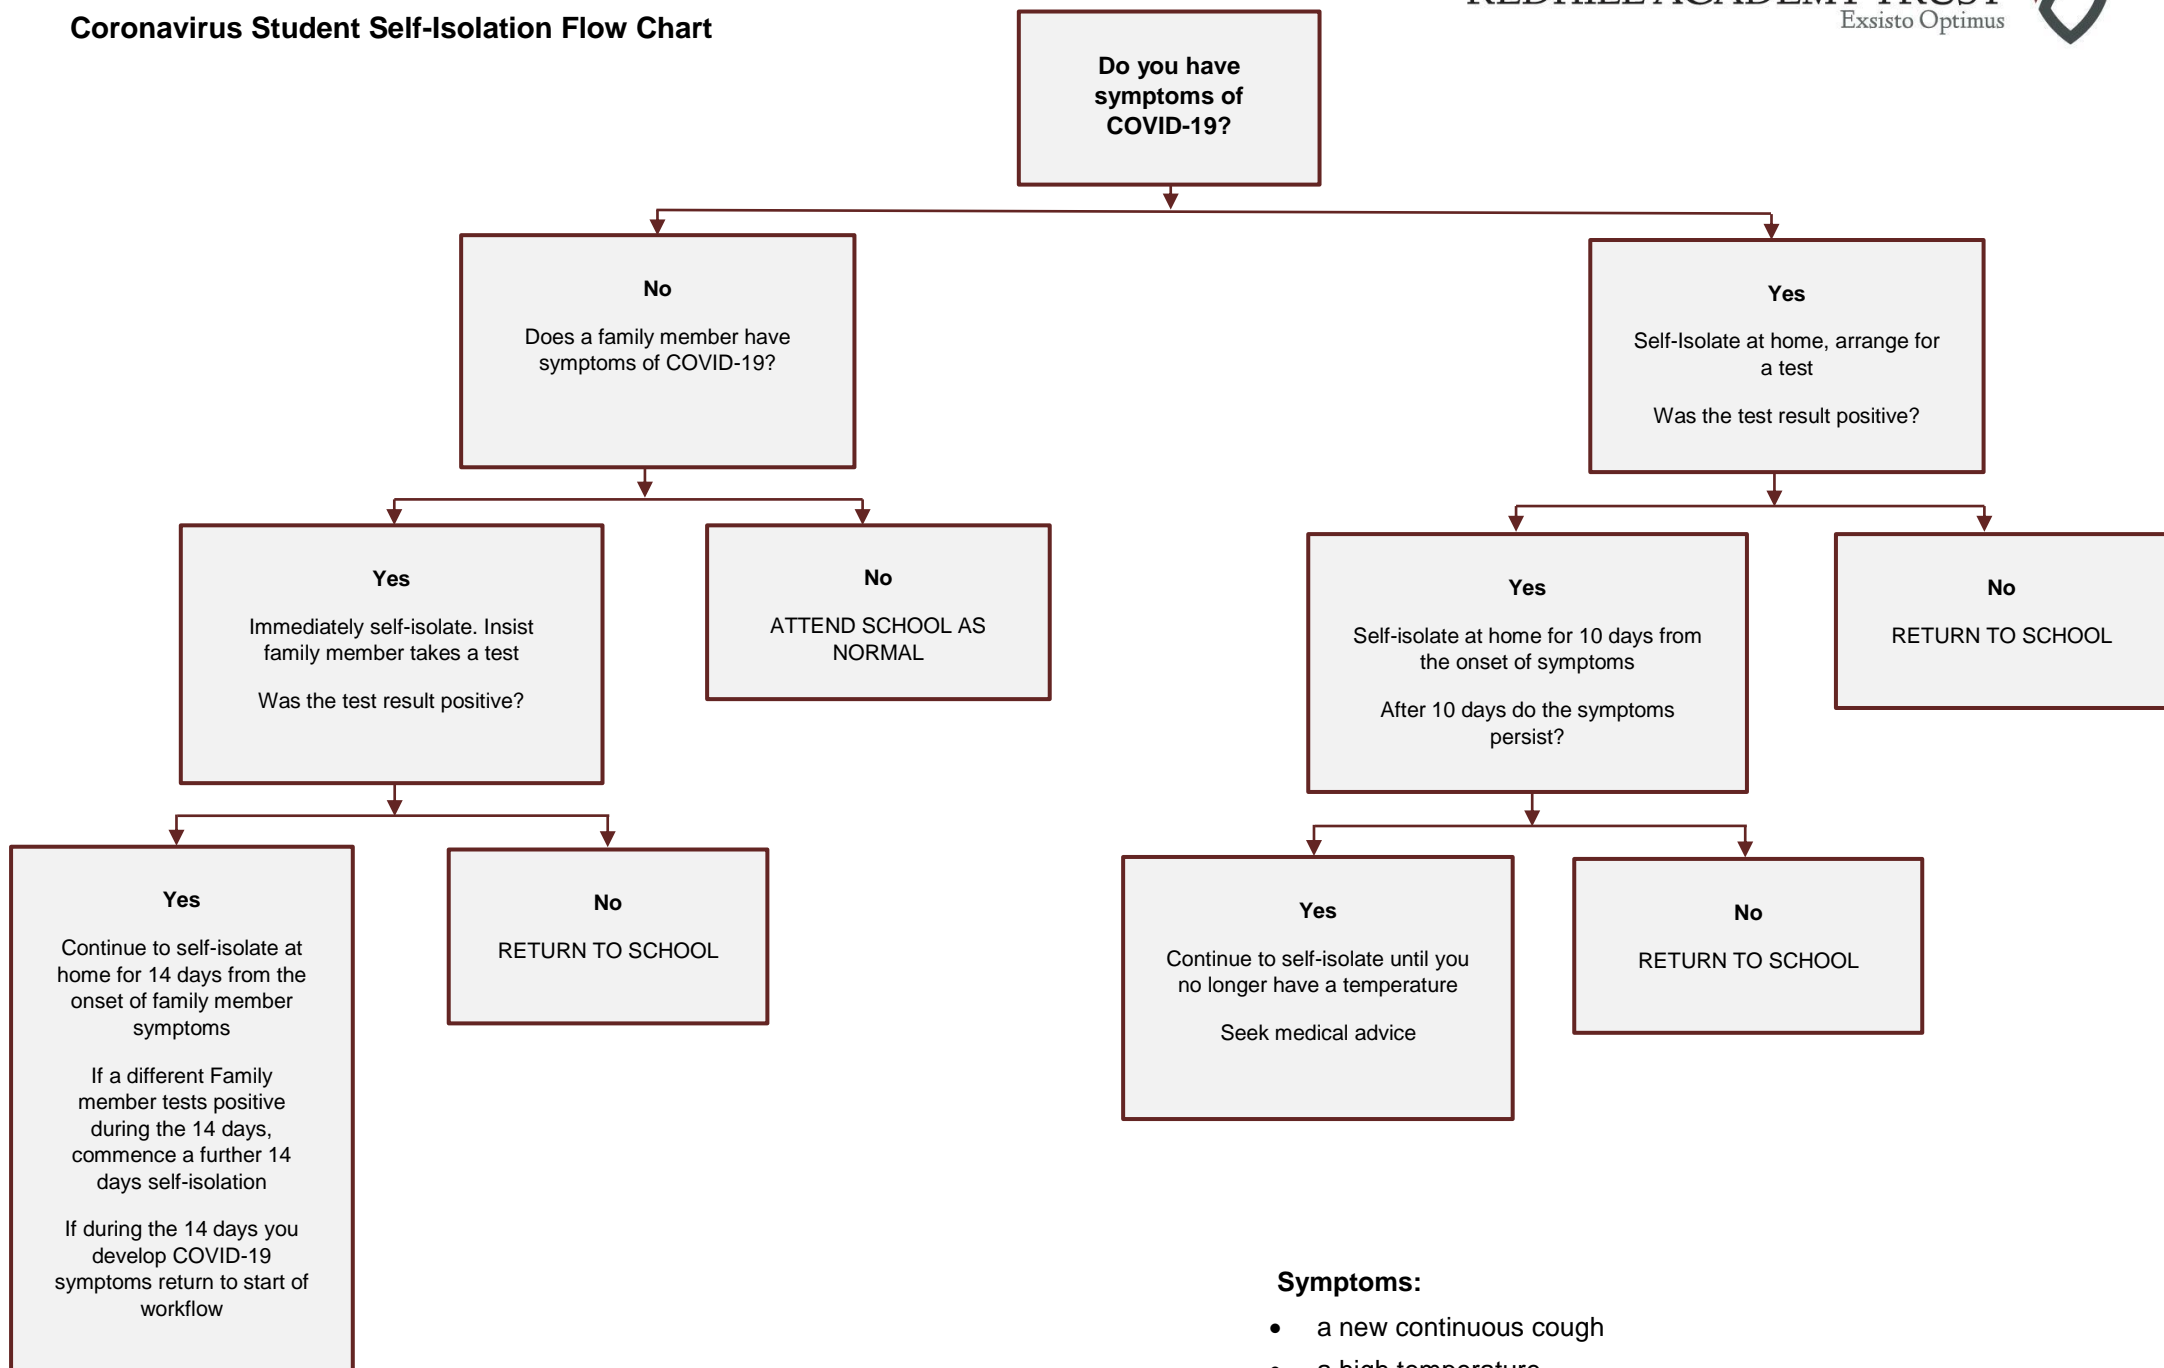 Coronavirus Student Self-Isolation Flow Chart
REDHILL ACADEMY TRUST
Exsisto Optimus
Do you have
symptoms of
COVID-19?
No
Does a family member have
symptoms of COVID-19?
Yes
Self-Isolate at home, arrange for
a test
Was the test result positive?
Yes
Immediately self-isolate. Insist
family member takes a test
Was the test result positive?
No
ATTEND SCHOOL AS
NORMAL
Yes
Self-isolate at home for 10 days from
the onset of symptoms
After 10 days do the symptoms
persist?
No
RETURN TO SCHOOL
Yes
Continue to self-isolate at
home for 14 days from the
onset of family member
symptoms
If a different Family
member tests positive
during the 14 days,
commence a further 14
days self-isolation
If during the 14 days you
develop COVID-19
symptoms return to start of
workflow
No
RETURN TO SCHOOL
Yes
Continue to self-isolate until you
no longer have a temperature
Seek medical advice
No
RETURN TO SCHOOL
Symptoms:
• a new continuous cough
• a high temperature